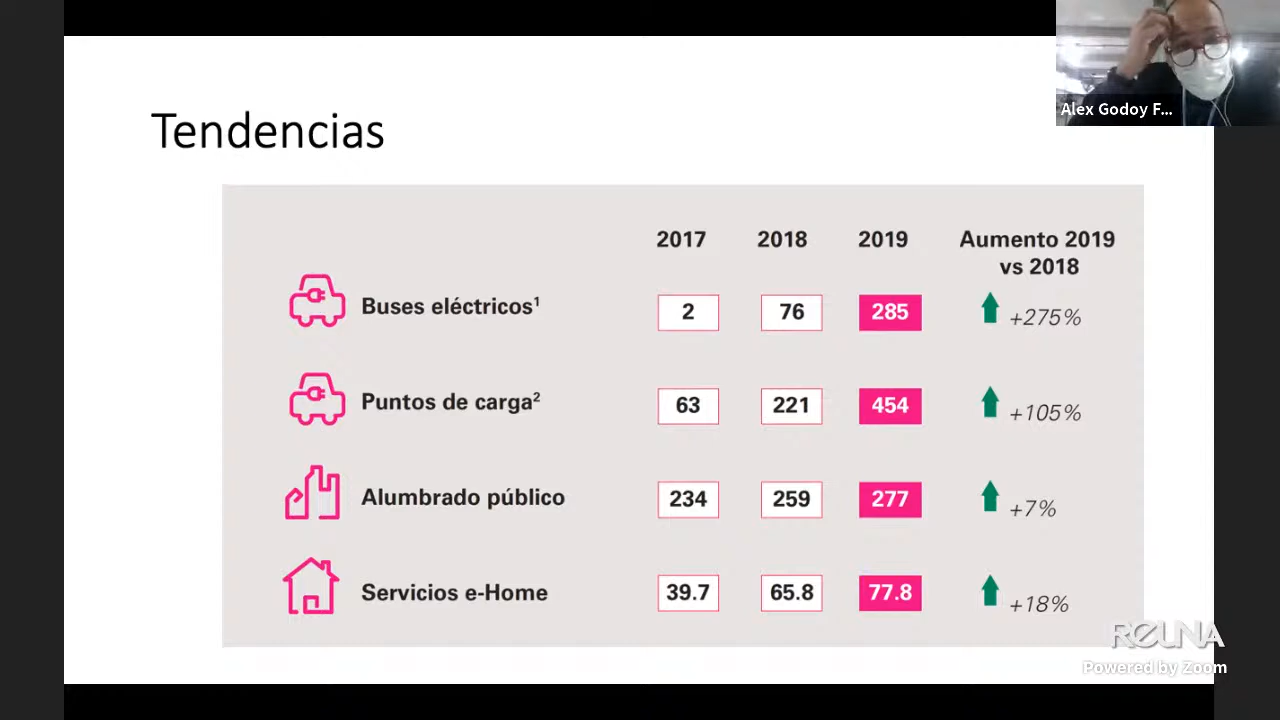 Alex Godoy F...
Tendencias
2017 2018 2019 Aumento 2019
vs 2018
Buses eléctricos¹ 2 76 285 +275%
Puntos de carga² 63 221 454 +105%
Alumbrado público 234 259 277 +7%
Servicios e-Home 39.7 65.8 77.8 +18%
REUNA
Powered by Zoom